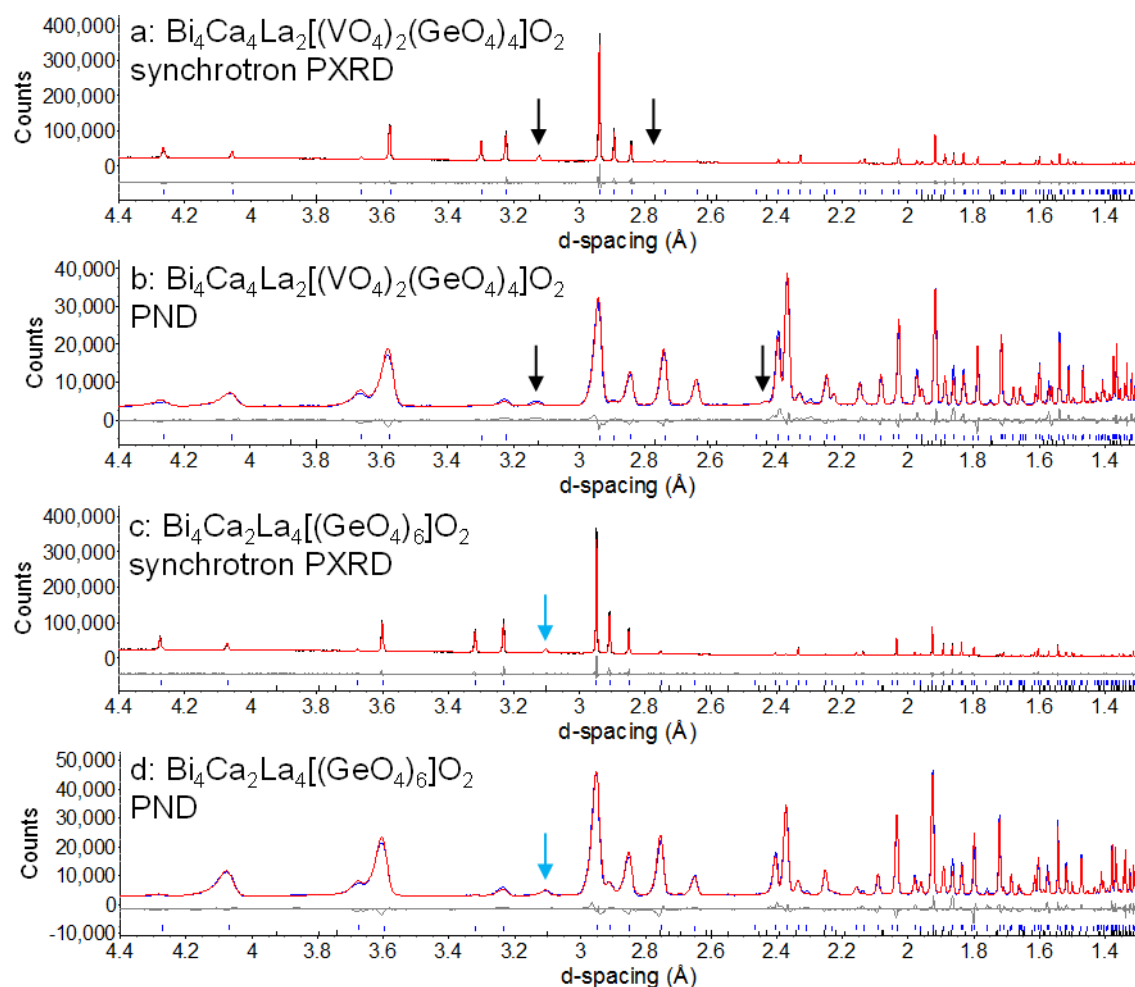 400,000
a: Bi₄Ca₄La₂[(VO₄)₂(GeO₄)₄]O₂
300,000
synchrotron PXRD
200,000
100,000
0
Counts
4.4 4.2 4 3.8 3.6 3.4 3.2 3 2.8 2.6 2.4 2.2 2 1.8 1.6 1.4
d-spacing (Å)
40,000
b: Bi₄Ca₄La₂[(VO₄)₂(GeO₄)₄]O₂
30,000
PND
20,000
10,000
0
Counts
4.4 4.2 4 3.8 3.6 3.4 3.2 3 2.8 2.6 2.4 2.2 2 1.8 1.6 1.4
d-spacing (Å)
400,000
c: Bi₄Ca₂La₄[(GeO₄)₆]O₂
300,000
synchrotron PXRD
200,000
100,000
0
Counts
4.4 4.2 4 3.8 3.6 3.4 3.2 3 2.8 2.6 2.4 2.2 2 1.8 1.6 1.4
d-spacing (Å)
50,000
d: Bi₄Ca₂La₄[(GeO₄)₆]O₂
40,000
PND
30,000
20,000
10,000
0
-10,000
Counts
4.4 4.2 4 3.8 3.6 3.4 3.2 3 2.8 2.6 2.4 2.2 2 1.8 1.6 1.4
d-spacing (Å)